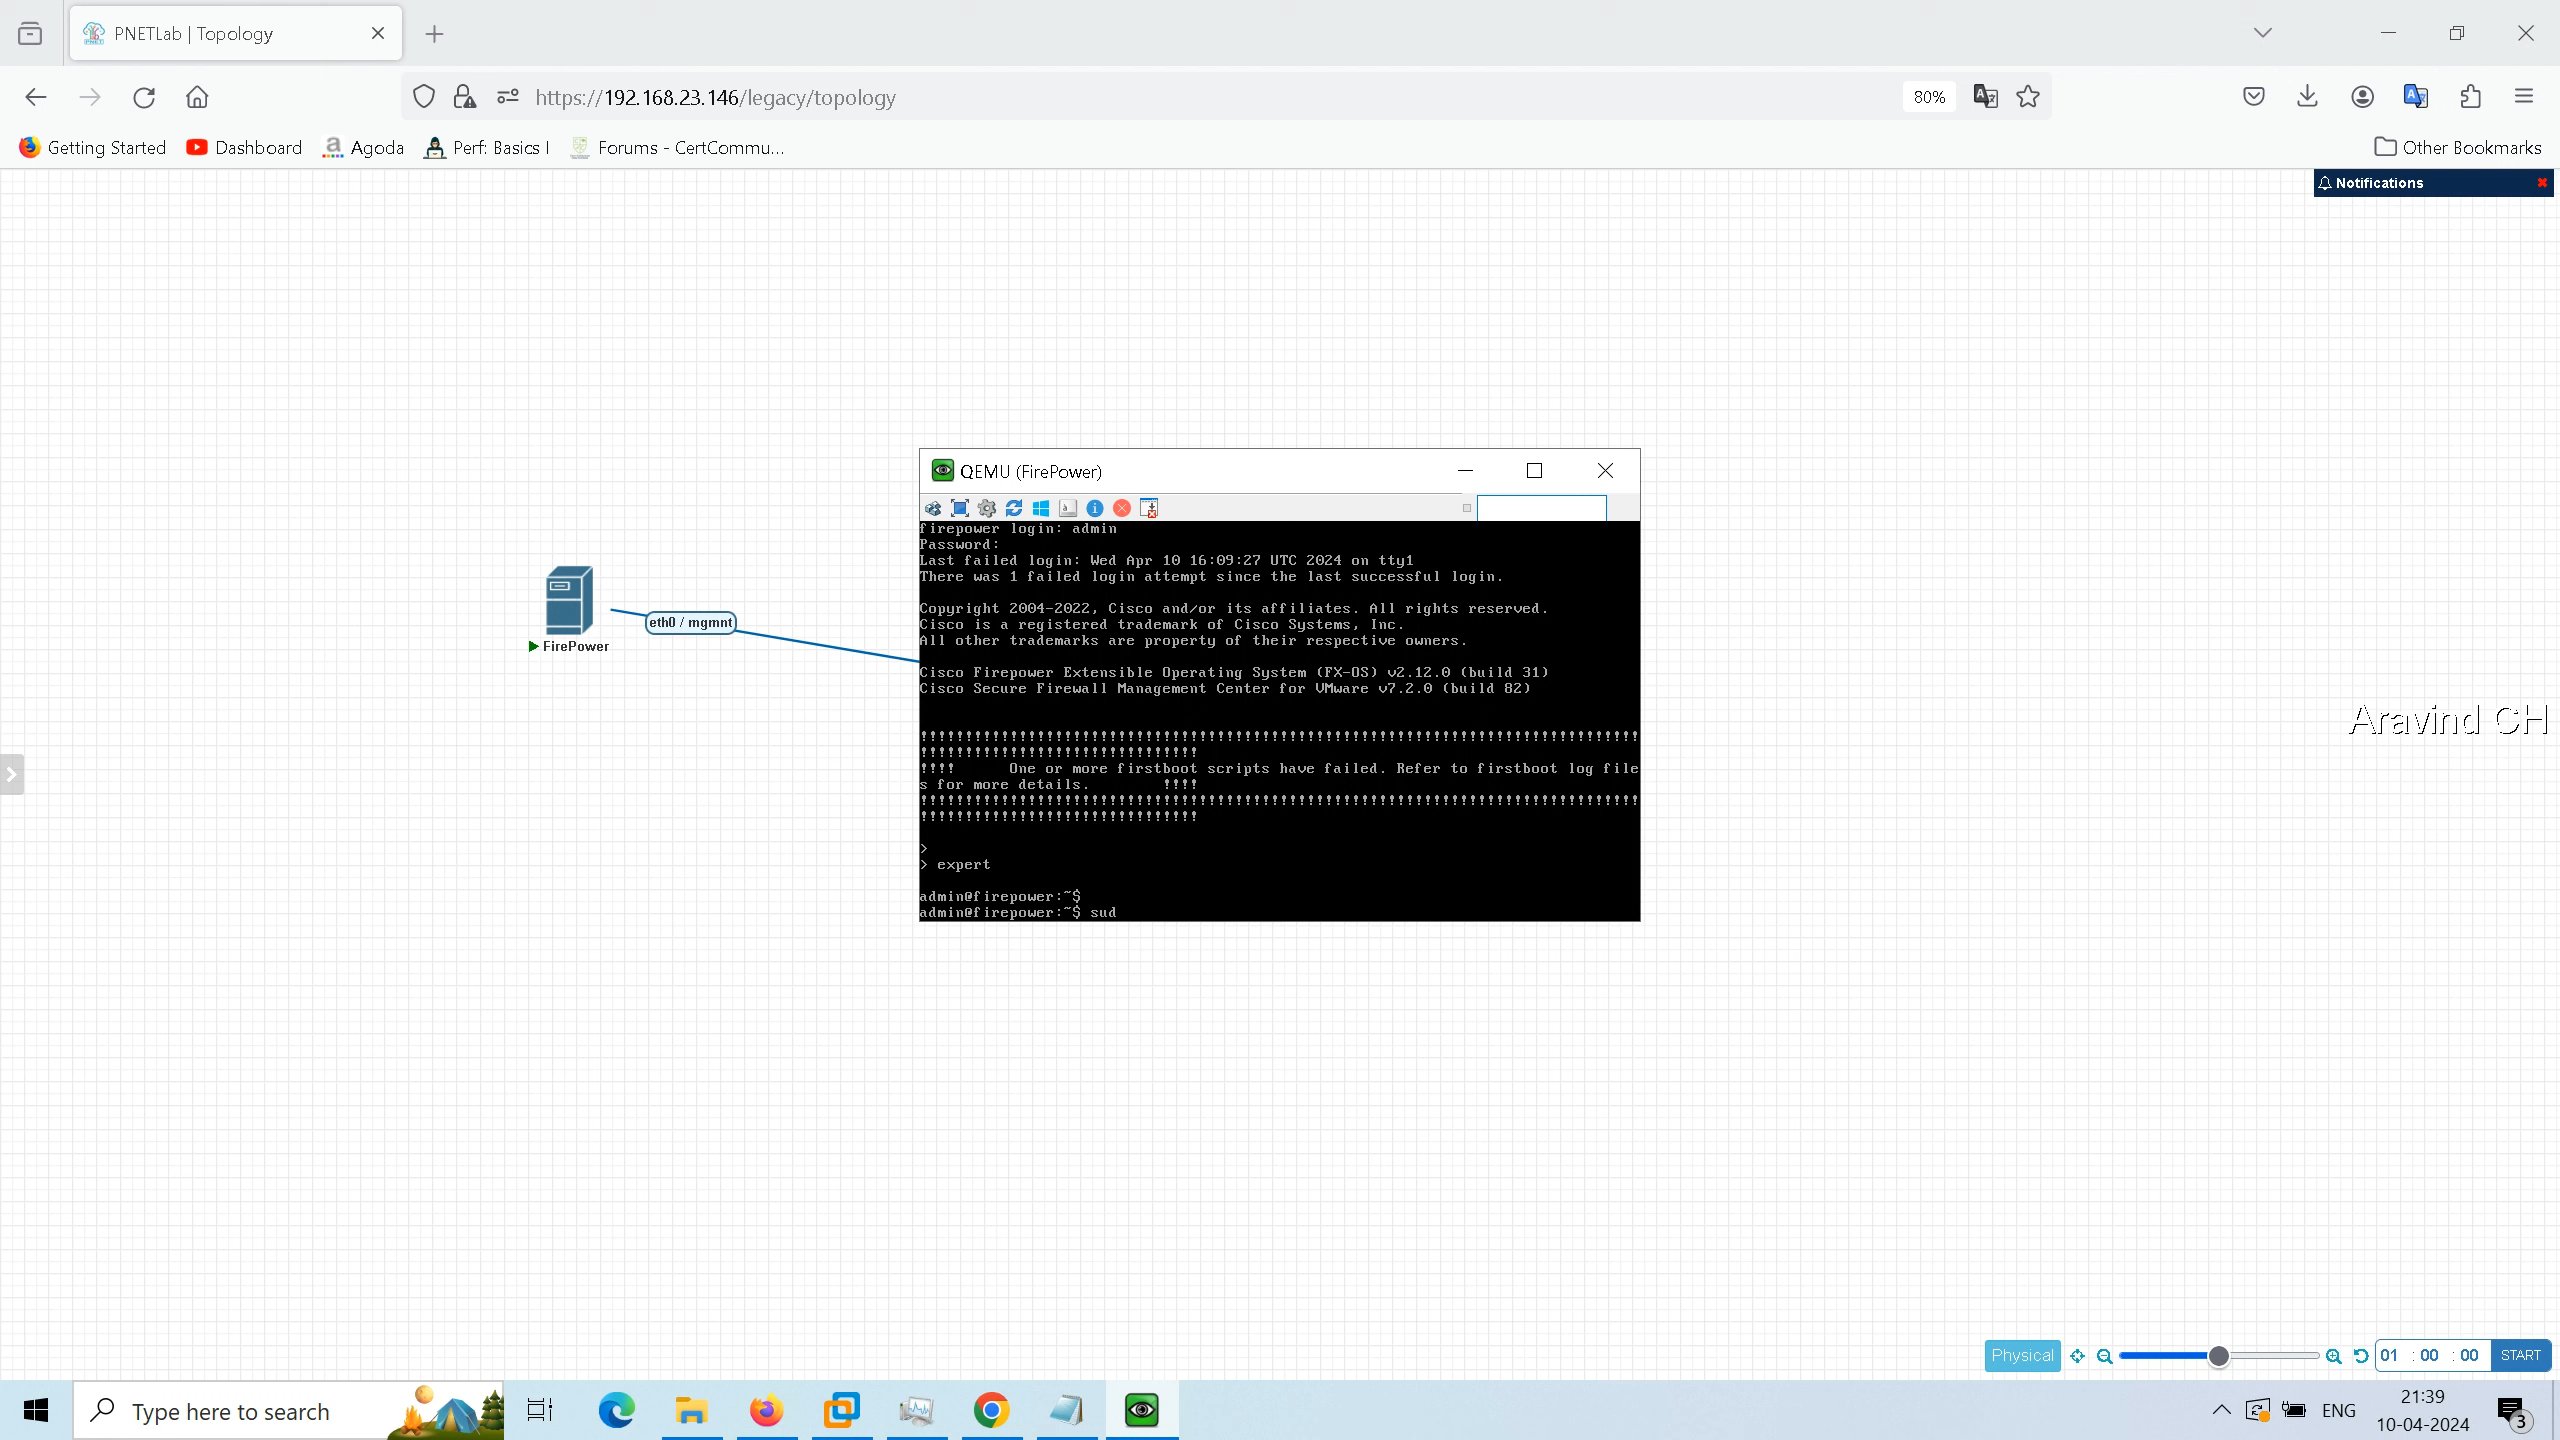 PNETLab | Topology
https://192.168.23.146/legacy/topology
80%
Getting Started
Dashboard
Agoda
Perf: Basics I
Forums - CertCommu...
Other Bookmarks
Notifications
QEMU (FirePower)
firepower login: admin
Password:
Last failed login: Wed Apr 10 16:09:27 UTC 2024 on tty1
There was 1 failed login attempt since the last successful login.
Copyright 2004-2022, Cisco and/or its affiliates. All rights reserved.
Cisco is a registered trademark of Cisco Systems, Inc.
All other trademarks are property of their respective owners.
Cisco Firepower Extensible Operating System (FX-OS) v2.12.0 (build 31)
Cisco Secure Firewall Management Center for VMware v7.2.0 (build 82)
!!!!!!!!!!!!!!!!!!!!!!!!!!!!!!!!!!!!!!!!!!!!!!!!!!!!!!!!!!!!!!!!!!!!!!!!!!!!!!!!
!!!!!!!!!!!!!!!!!!!!!!!!!!!!!!!
!!!!      One or more firstboot scripts have failed. Refer to firstboot log file
s for more details.        !!!!
!!!!!!!!!!!!!!!!!!!!!!!!!!!!!!!!!!!!!!!!!!!!!!!!!!!!!!!!!!!!!!!!!!!!!!!!!!!!!!!!
!!!!!!!!!!!!!!!!!!!!!!!!!!!!!!!
>
> expert
admin@firepower:~$
admin@firepower:~$ sud
eth0 / mgmnt
FirePower
Aravind CH
Physical
01 : 00 : 00
START
Type here to search
ENG
21:39
10-04-2024
3